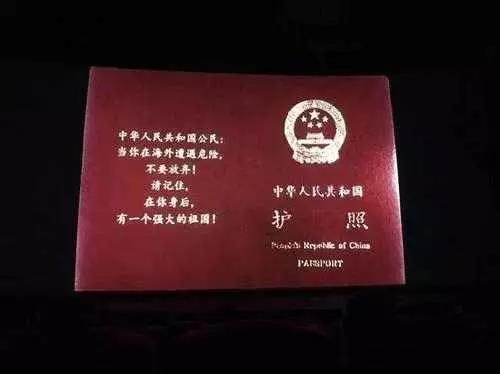 中华人民共和国公民：
当你在海外遭遇危险，
不要放弃！
请记住，
在你身后，
有一个强大的祖国！
中华人民共和国
护 照
People's Republic of China
PASSPORT